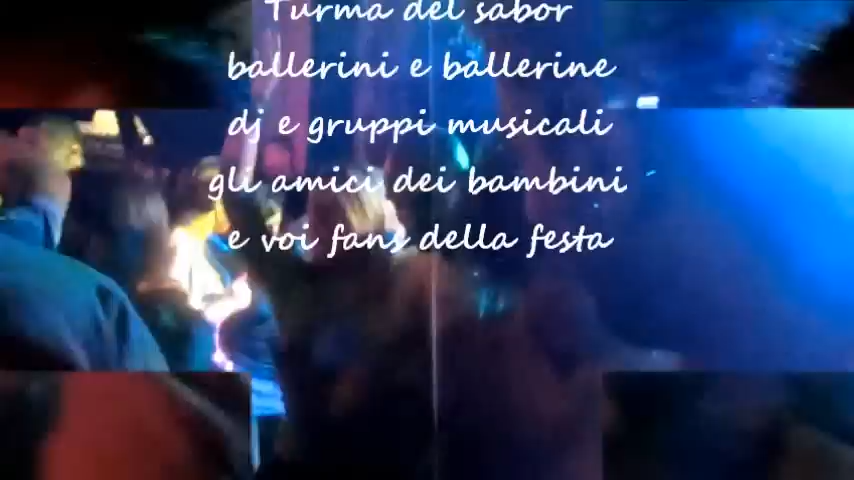 Turma del sabor
ballerini e ballerine
dj e gruppi musicali
gli amici dei bambini
e voi fans della festa